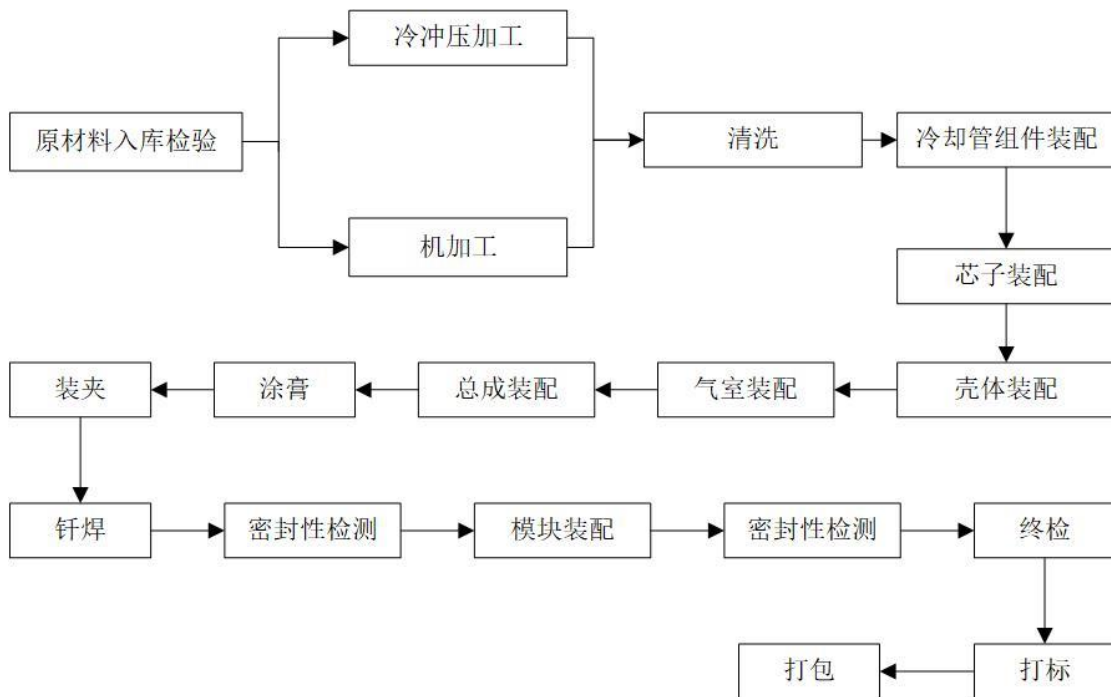 冷冲压加工
原材料入库检验
清洗
冷却管组件装配
机加工
芯子装配
装夹
涂膏
总成装配
气室装配
壳体装配
钎焊
密封性检测
模块装配
密封性检测
终检
打包
打标